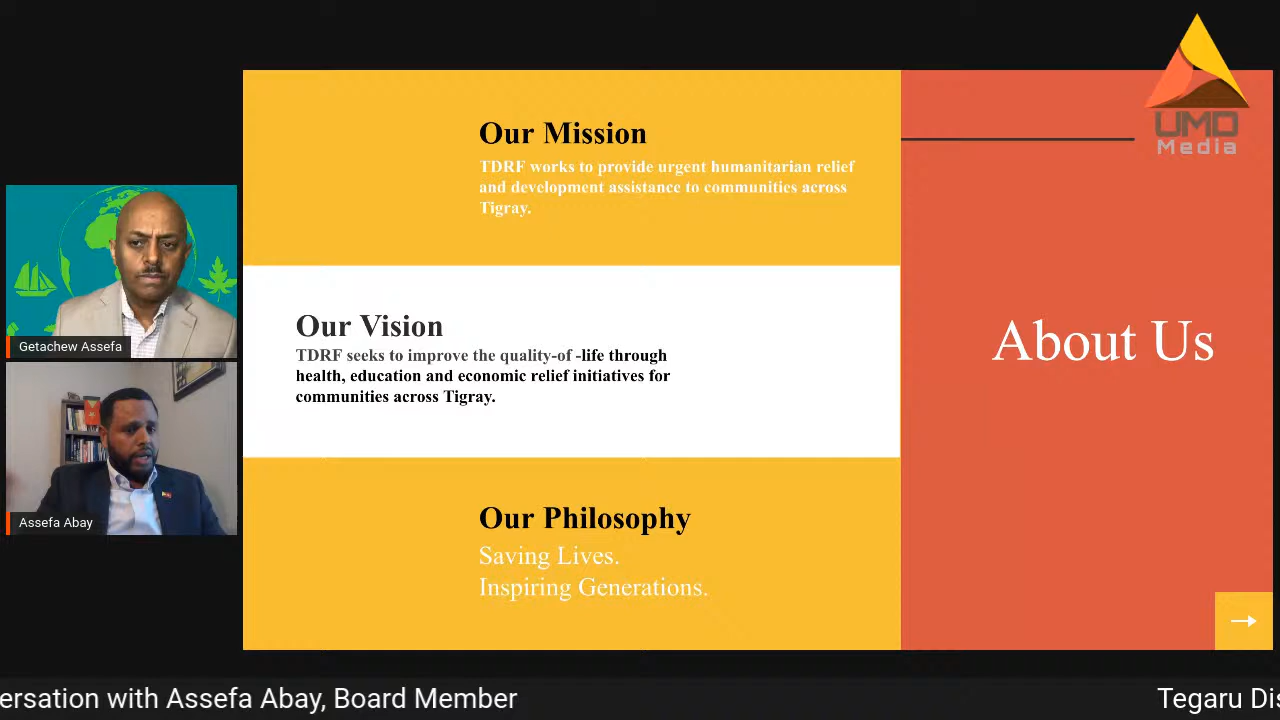 UMD
Media
Our Mission
TDRF works to provide urgent humanitarian relief
and development assistance to communities across
Tigray.
Getachew Assefa
Our Vision
TDRF seeks to improve the quality-of -life through
health, education and economic relief initiatives for
communities across Tigray.
About Us
Assefa Abay
Our Philosophy
Saving Lives.
Inspiring Generations.
ersation with Assefa Abay, Board Member
Tegaru Dis